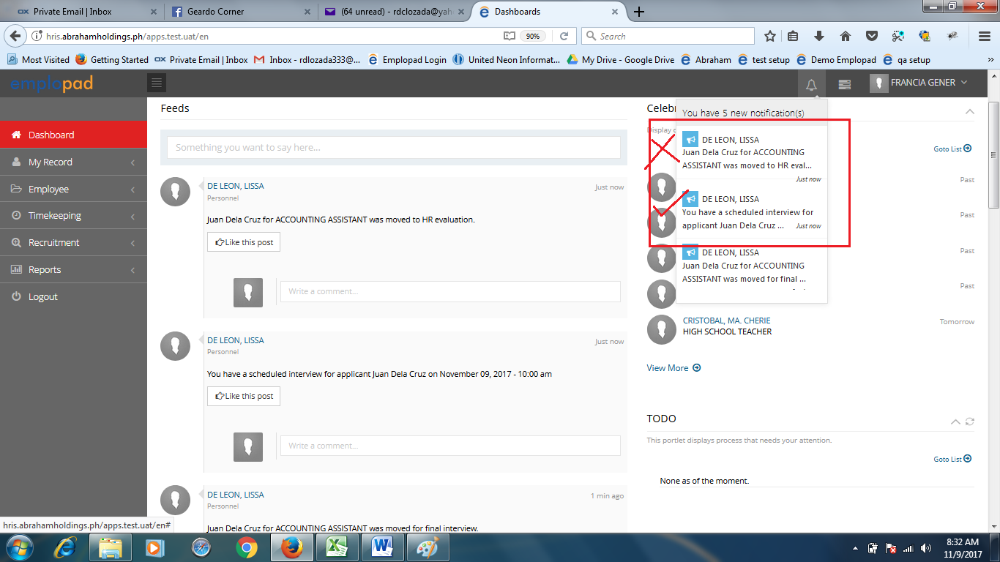 Private Email | Inbox
Geardo Corner
(64 unread) - rdclozada@yah
Dashboards
hris.abrahamholdings.ph/apps.test.uat/en
90%
Search
Most Visited
Getting Started
Private Email | Inbox
Inbox - rdlozada333@...
Emplopad Login
United Neon Informat...
My Drive - Google Drive
Abraham
test setup
Demo Emplopad
qa setup
emplopad
FRANCIA GENER
Dashboard
My Record
Employee
Timekeeping
Recruitment
Reports
Logout
Feeds
Something you want to say here...
DE LEON, LISSA
Just now
Personnel
Juan Dela Cruz for ACCOUNTING ASSISTANT was moved to HR evaluation.
Like this post
Write a comment...
DE LEON, LISSA
Just now
Personnel
You have a scheduled interview for applicant Juan Dela Cruz on November 09, 2017 - 10:00 am
Like this post
Write a comment...
DE LEON, LISSA
1 min ago
Personnel
Juan Dela Cruz for ACCOUNTING ASSISTANT was moved for final interview.
Celebr
Display
You have 5 new notification(s)
DE LEON, LISSA
Juan Dela Cruz for ACCOUNTING
ASSISTANT was moved to HR eval...
Just now
DE LEON, LISSA
You have a scheduled interview for
applicant Juan Dela Cruz ...
Just now
DE LEON, LISSA
Juan Dela Cruz for ACCOUNTING
ASSISTANT was moved for final ...
Goto List
Past
Past
Past
Past
CRISTOBAL, MA. CHERIE
Tomorrow
HIGH SCHOOL TEACHER
View More
TODO
This portlet displays process that needs your attention.
Goto List
None as of the moment.
hris.abrahamholdings.ph/apps.test.uat/en#
8:32 AM
11/9/2017